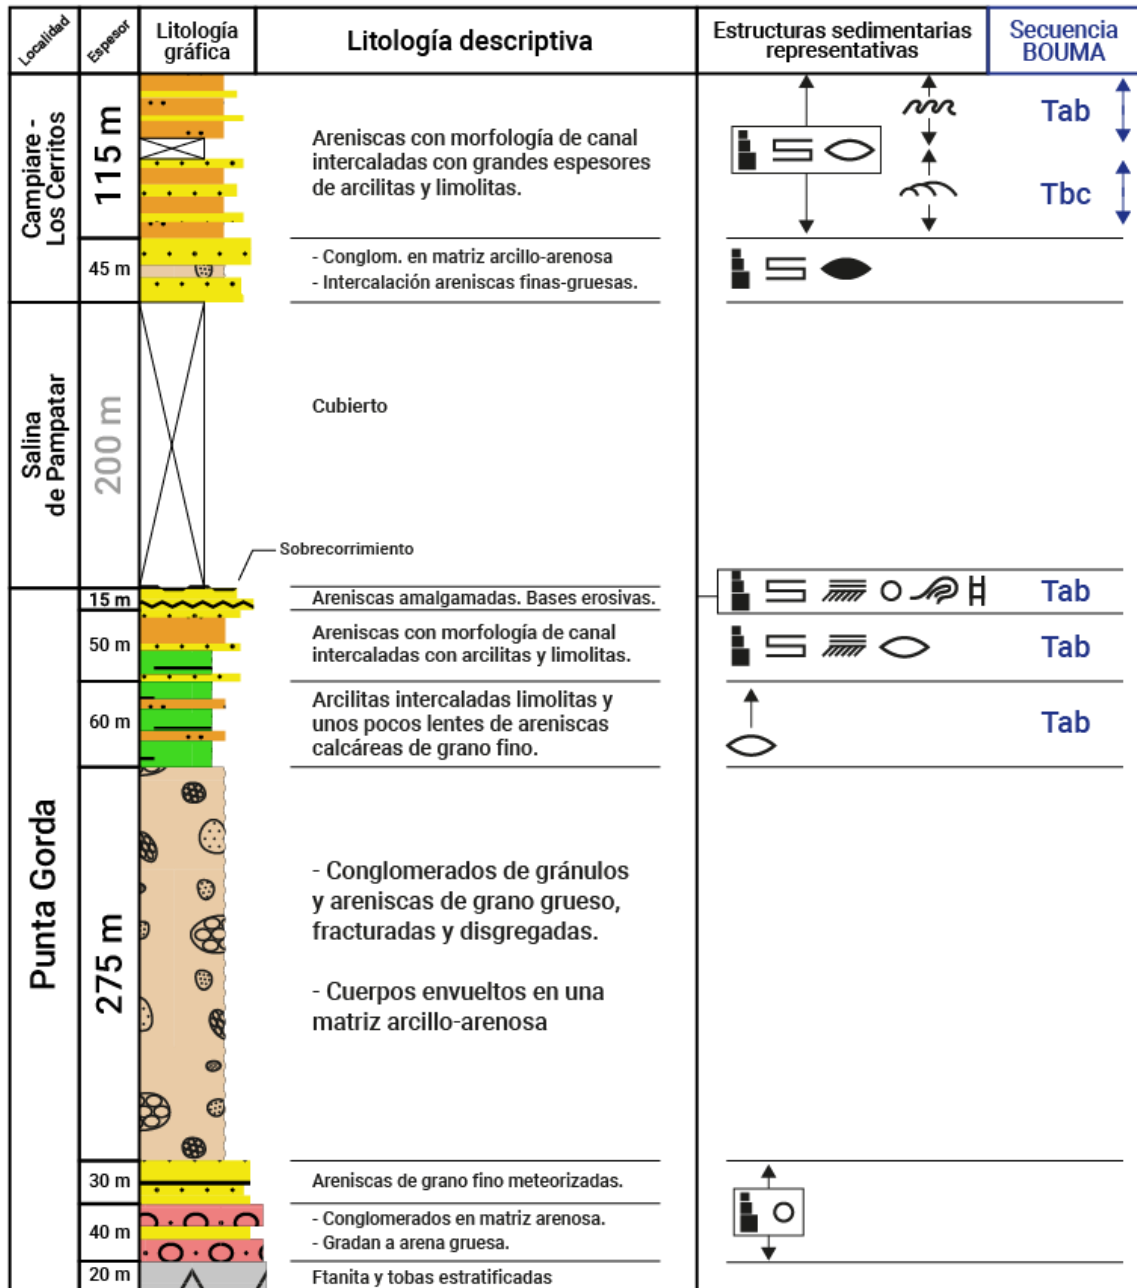 Localidad
Espesor
Litología
gráfica
Litología descriptiva
Estructuras sedimentarias
representativas
Secuencia
BOUMA
Campiare -
Los Cerritos
115 m
Areniscas con morfología de canal
intercaladas con grandes espesores
de arcilitas y limolitas.
Tab
Tbc
45 m
- Conglom. en matriz arcillo-arenosa
- Intercalación areniscas finas-gruesas.
Salina
de Pampatar
200 m
Cubierto
Sobrecorrimiento
Punta Gorda
15 m
Areniscas amalgamadas. Bases erosivas.
Tab
50 m
Areniscas con morfología de canal
intercaladas con arcilitas y limolitas.
Tab
60 m
Arcilitas intercaladas limolitas y
unos pocos lentes de areniscas
calcáreas de grano fino.
Tab
275 m
- Conglomerados de gránulos
y areniscas de grano grueso,
fracturadas y disgregadas.
- Cuerpos envueltos en una
matriz arcillo-arenosa
30 m
Areniscas de grano fino meteorizadas.
40 m
- Conglomerados en matriz arenosa.
- Gradan a arena gruesa.
20 m
Ftanita y tobas estratificadas